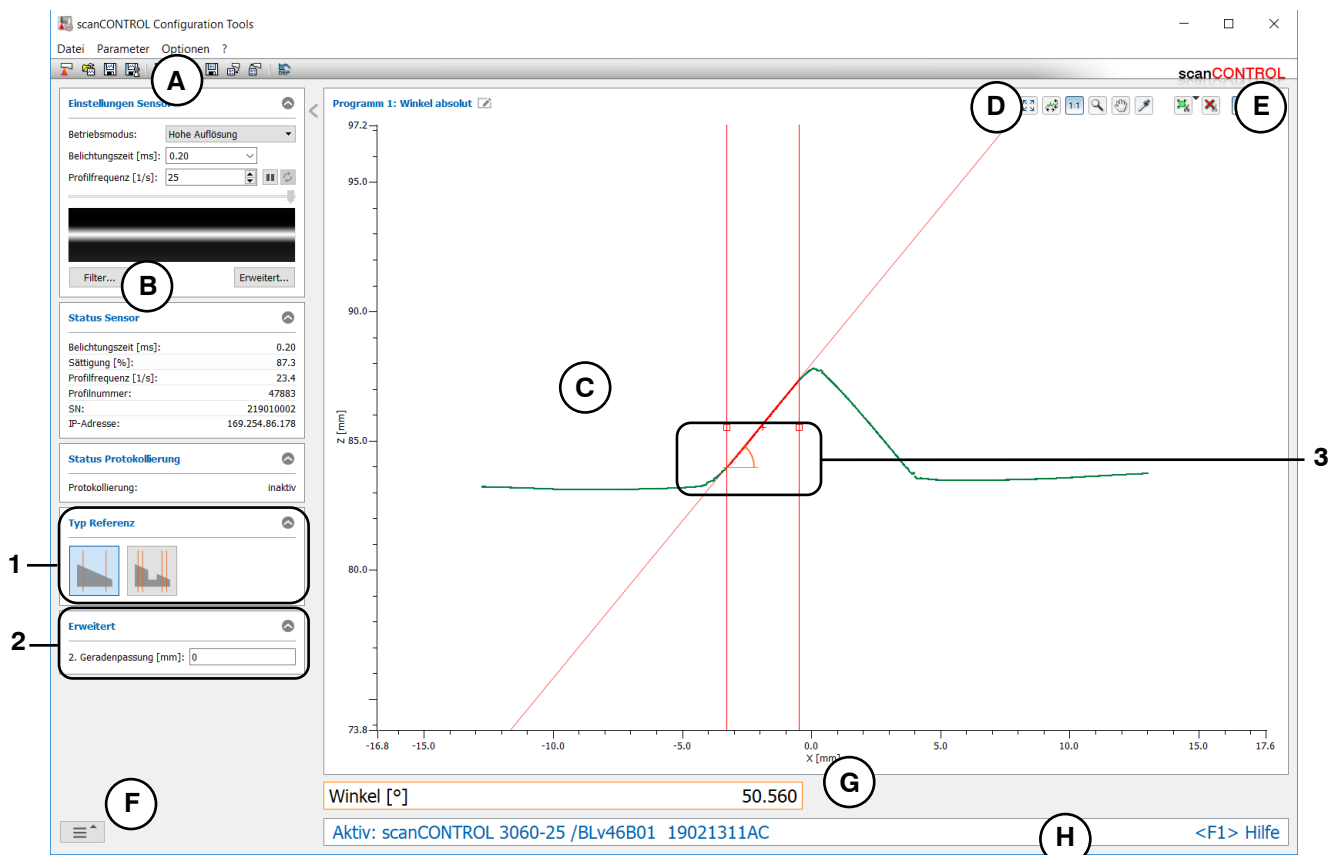 scanCONTROL Configuration Tools
Datei Parameter Optionen ?
A
scanCONTROL
Einstellungen Sensor
Betriebsmodus: Hohe Auflösung
Belichtungszeit [ms]: 0.20
Profilfrequenz [1/s]: 25
Filter... Erweitert...
B
Status Sensor
Belichtungszeit [ms]: 0.20
Sättigung [%]: 87.3
Profilfrequenz [1/s]: 23.4
Profilnummer: 47883
SN: 219010002
IP-Adresse: 169.254.86.178
Status Protokollierung
Protokollierung: inaktiv
1
Typ Referenz
2
Erweitert
2. Geradenpassung [mm]: 0
F
Programm 1: Winkel absolut
D
1:1
E
97.2
95.0
90.0
C
Z [mm]
85.0
3
80.0
73.8
-16.8 -15.0 -10.0 -5.0 0.0 5.0 10.0 15.0 17.6
X [mm]
G
Winkel [°] 50.560
Aktiv: scanCONTROL 3060-25 /BLv46B01 19021311AC
H
<F1> Hilfe